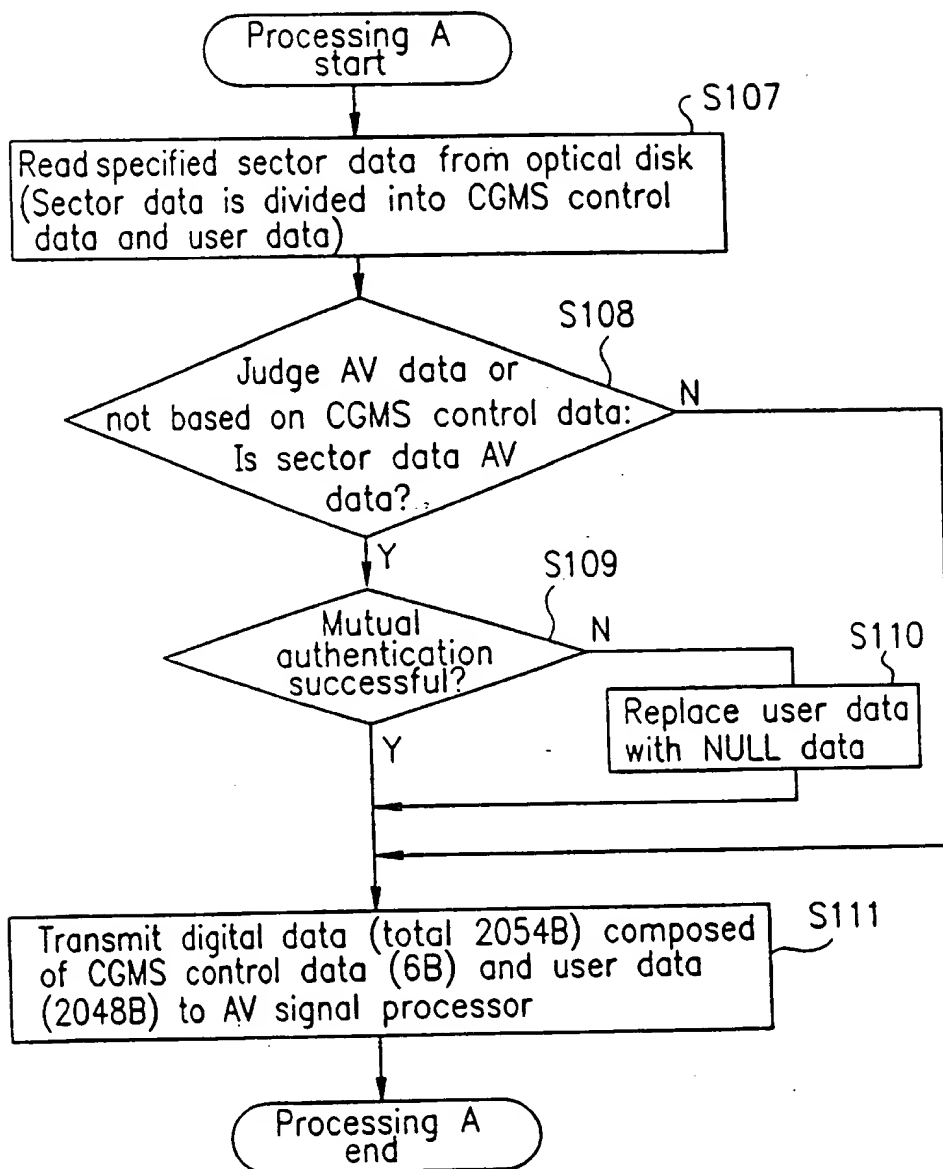 Processing A
start
S107
Read specified sector data from optical disk
(Sector data is divided into CGMS control
data and user data)
S108
Judge AV data or
not based on CGMS control data:
Is sector data AV
data?
N
Y
S109
Mutual
authentication
successful?
N
S110
Replace user data
with NULL data
Y
S111
Transmit digital data (total 2054B) composed
of CGMS control data (6B) and user data
(2048B) to AV signal processor
Processing A
end